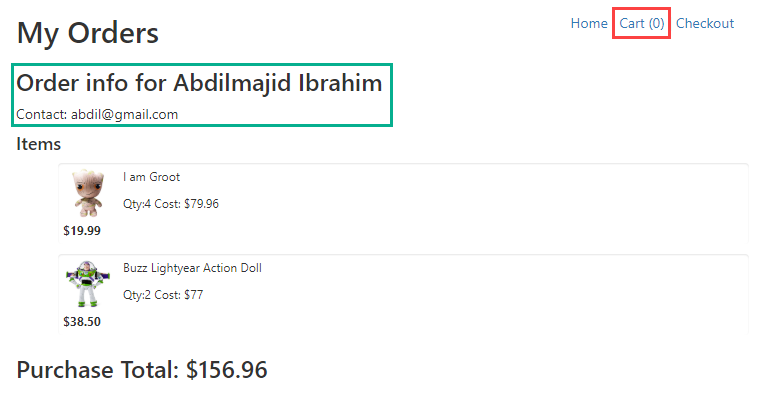 My Orders
Home Cart (0) Checkout
Order info for Abdilmajid Ibrahim
Contact: abdil@gmail.com
Items
I am Groot
Qty:4 Cost: $79.96
$19.99
Buzz Lightyear Action Doll
Qty:2 Cost: $77
$38.50
Purchase Total: $156.96